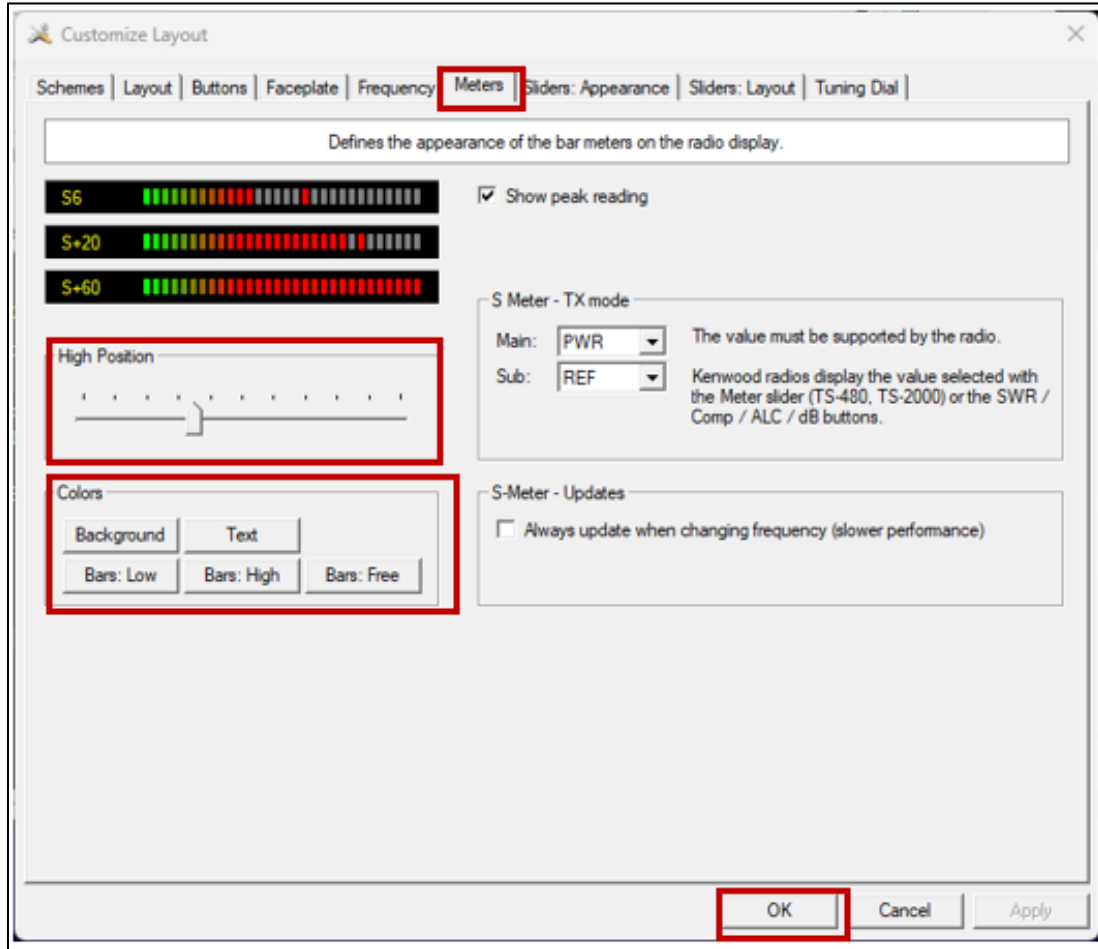 Customize Layout
Schemes Layout Buttons Faceplate Frequency Meters Sliders: Appearance Sliders: Layout Tuning Dial
Defines the appearance of the bar meters on the radio display.
S6
S+20
S+60
Show peak reading
High Position
S Meter - TX mode
Main: PWR
The value must be supported by the radio.
Sub: REF
Kenwood radios display the value selected with
the Meter slider (TS-480, TS-2000) or the SWR /
Comp / ALC / dB buttons.
Colors
Background Text
Bars: Low Bars: High Bars: Free
S-Meter - Updates
Always update when changing frequency (slower performance)
OK Cancel Apply